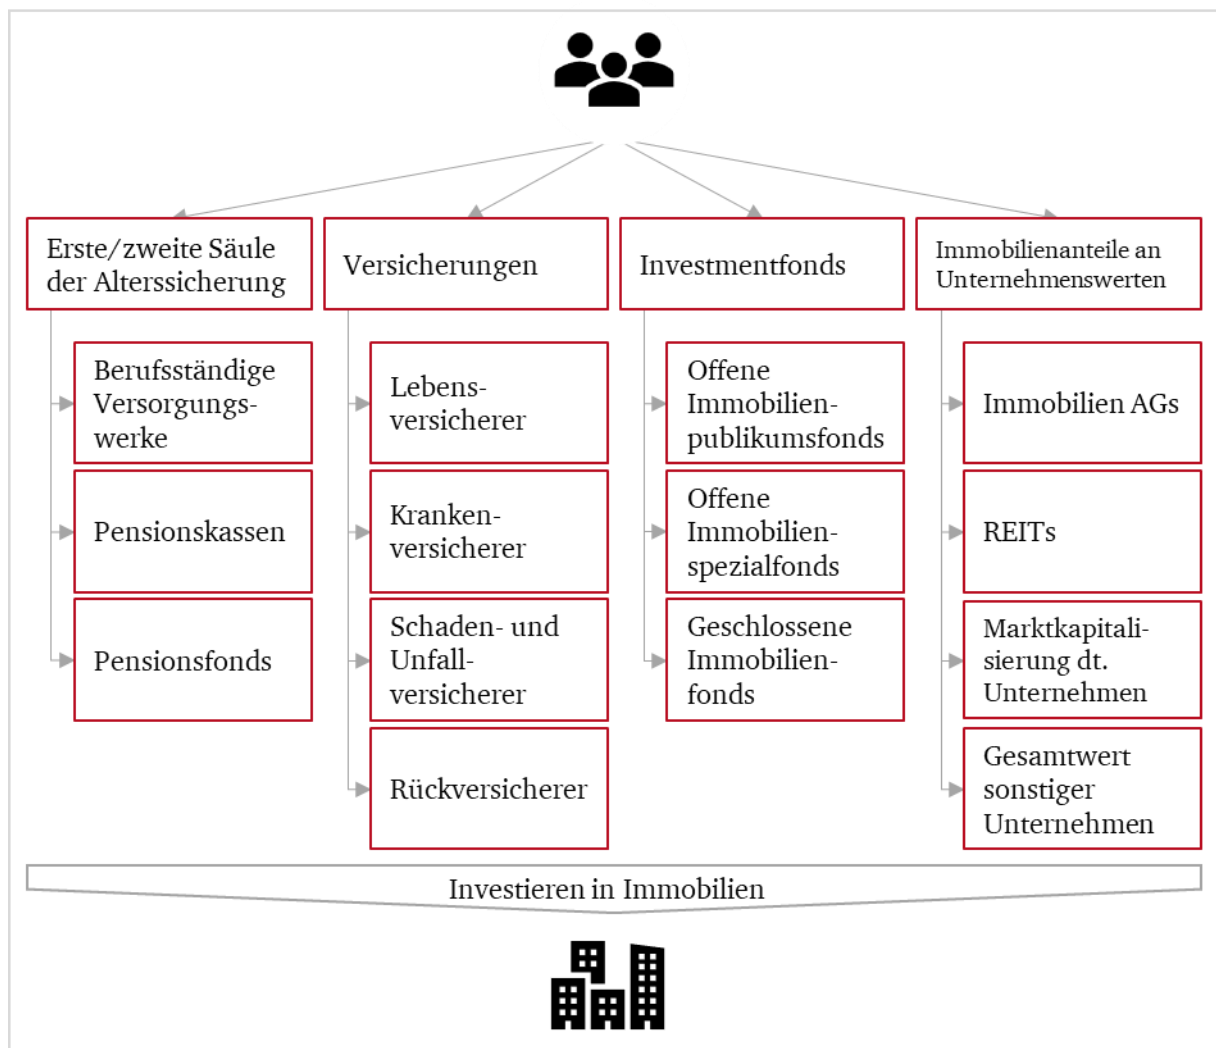 Erste/zweite Säule
der Alterssicherung
Berufsständige
Versorgungs-
werke
Pensionskassen
Pensionsfonds
Versicherungen
Lebens-
versicherer
Kranken-
versicherer
Schaden- und
Unfall-
versicherer
Rückversicherer
Investmentfonds
Offene
Immobilien-
publikumsfonds
Offene
Immobilien-
spezialfonds
Geschlossene
Immobilien-
fonds
Immobilienanteile an
Unternehmenswerten
Immobilien AGs
REITs
Marktkapitali-
sierung dt.
Unternehmen
Gesamtwert
sonstiger
Unternehmen
Investieren in Immobilien